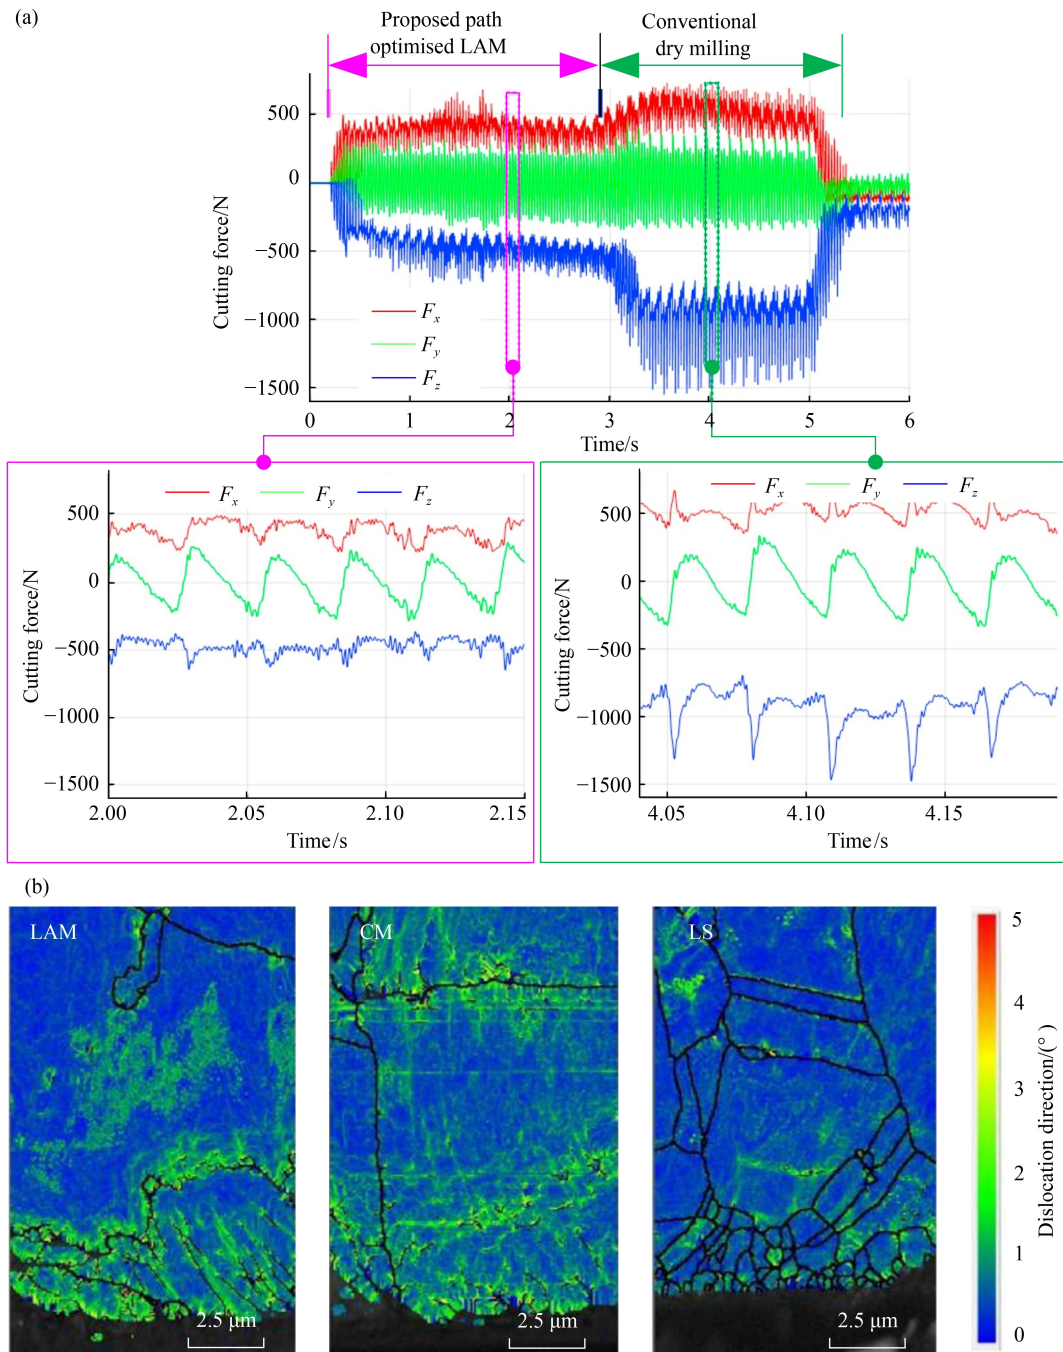 (a)
Proposed path
optimised LAM
Conventional
dry milling
Cutting force/N
500
0
−500
−1000
−1500
Fx
Fy
Fz
0 1 2 3 4 5 6
Time/s
Fx Fy Fz
Cutting force/N
500
0
−500
−1000
−1500
2.00 2.05 2.10 2.15
Time/s
Fx Fy Fz
Cutting force/N
500
0
−500
−1000
−1500
4.05 4.10 4.15
Time/s
(b)
LAM
2.5 μm
CM
2.5 μm
LS
2.5 μm
5
4
3
2
1
0
Dislocation direction/(°)